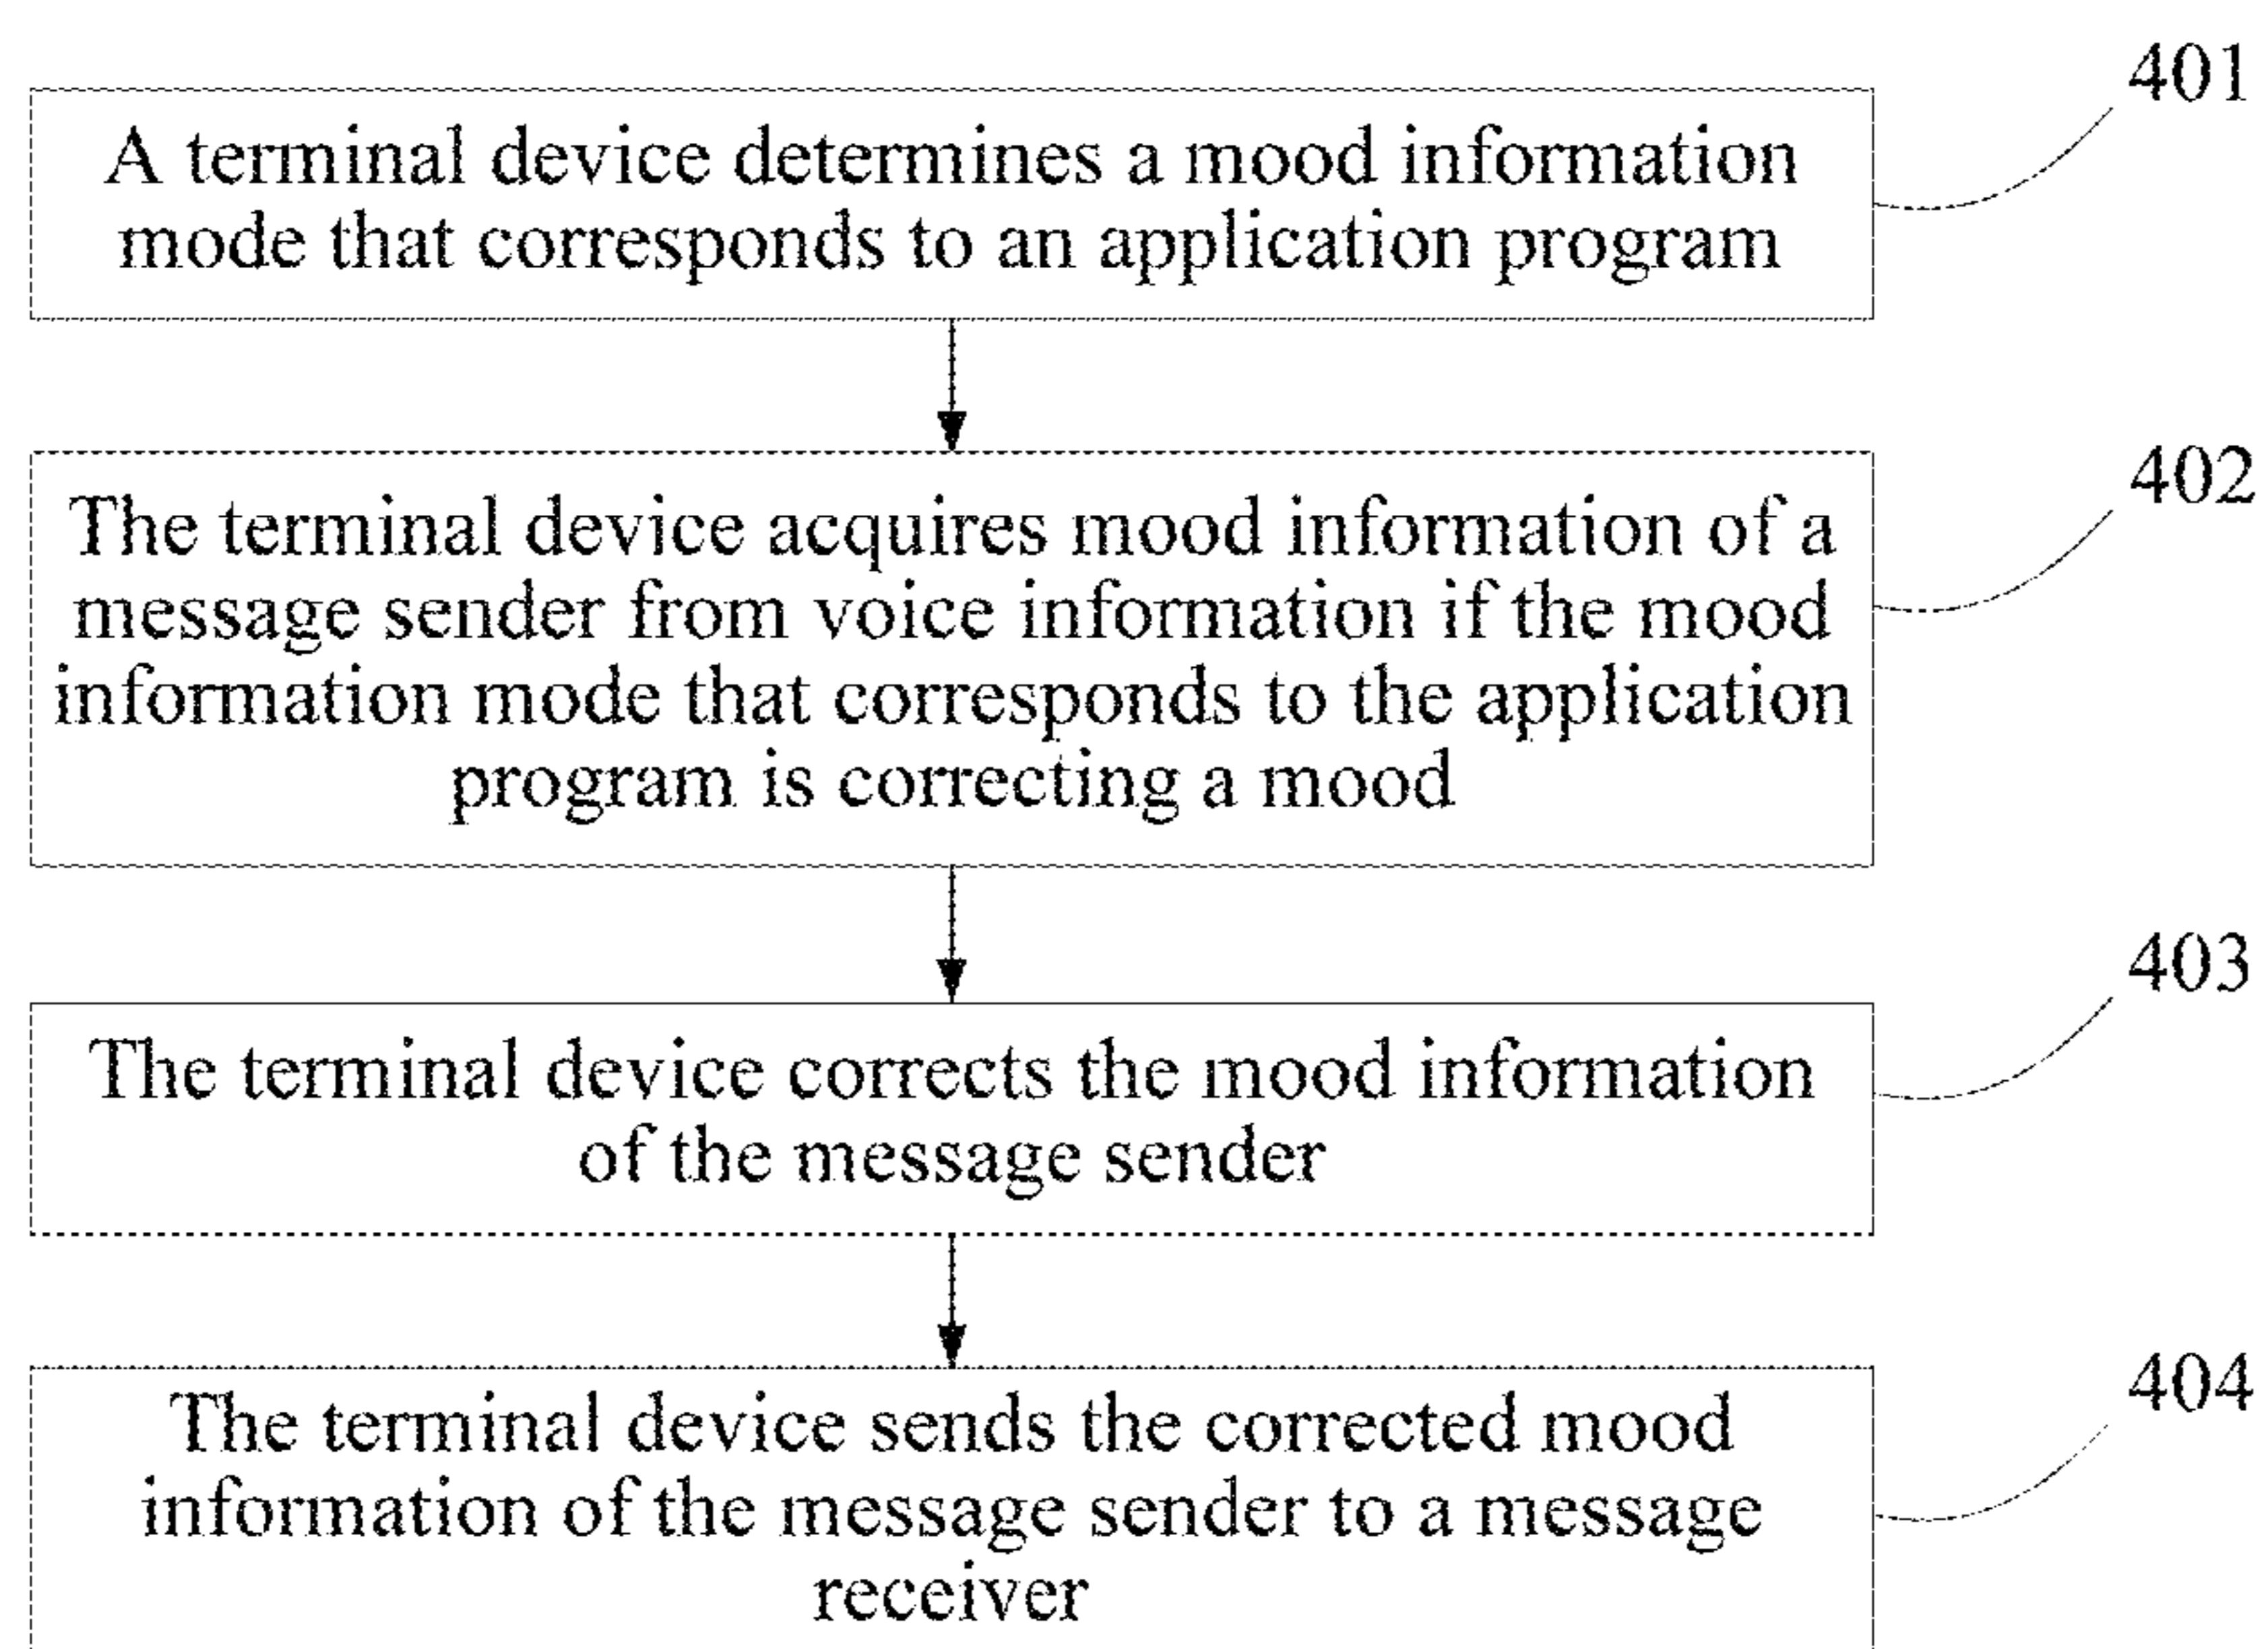 401
A terminal device determines a mood information
mode that corresponds to an application program
402
The terminal device acquires mood information of a
message sender from voice information if the mood
information mode that corresponds to the application
program is correcting a mood
403
The terminal device corrects the mood information
of the message sender
404
The terminal device sends the corrected mood
information of the message sender to a message
receiver